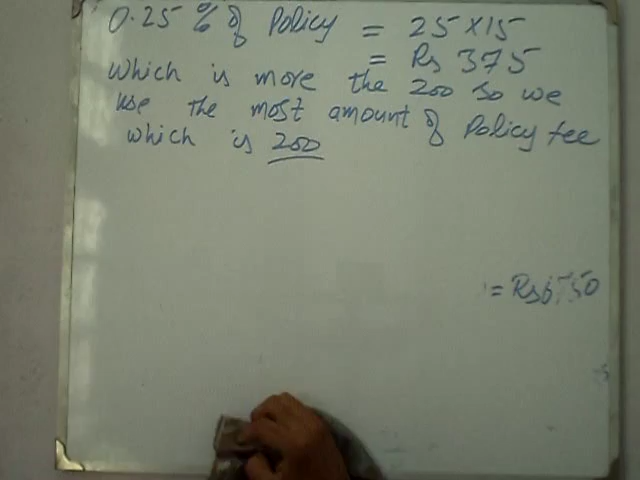 0.25 % of Policy = 25 × 15
= Rs 375
Which is more the 200 so we
use the most amount of Policy fee
which is 200
= Rs